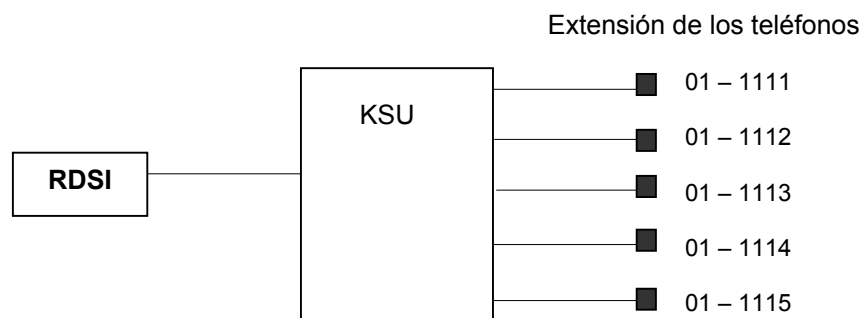 Extensión de los teléfonos
01 – 1111
KSU
01 – 1112
RDSI
01 – 1113
01 – 1114
01 – 1115